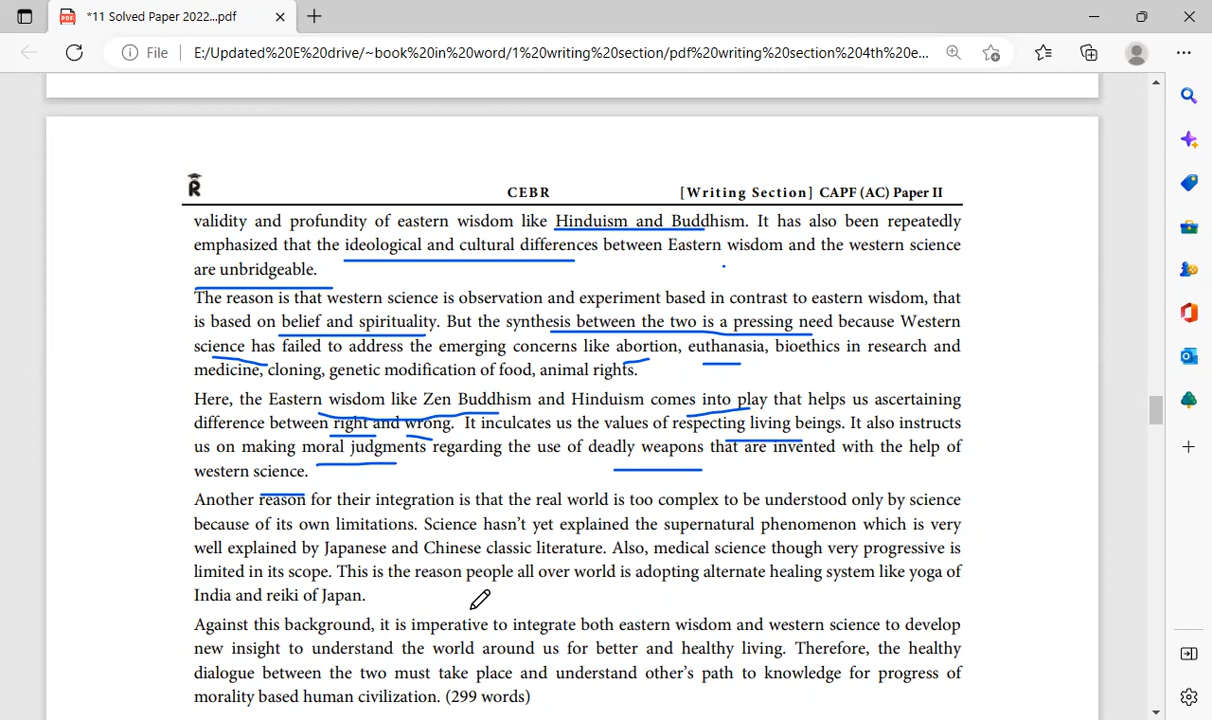 *11 Solved Paper 2022...pdf
File
E:/Updated%20E%20drive/~book%20in%20word/1%20writing%20section/pdf%20writing%20section%204th%20e...
R CEBR [Writing Section] CAPF (AC) Paper II
validity and profundity of eastern wisdom like Hinduism and Buddhism. It has also been repeatedly
emphasized that the ideological and cultural differences between Eastern wisdom and the western science
are unbridgeable.
The reason is that western science is observation and experiment based in contrast to eastern wisdom, that
is based on belief and spirituality. But the synthesis between the two is a pressing need because Western
science has failed to address the emerging concerns like abortion, euthanasia, bioethics in research and
medicine, cloning, genetic modification of food, animal rights.
Here, the Eastern wisdom like Zen Buddhism and Hinduism comes into play that helps us ascertaining
difference between right and wrong. It inculcates us the values of respecting living beings. It also instructs
us on making moral judgments regarding the use of deadly weapons that are invented with the help of
western science.
Another reason for their integration is that the real world is too complex to be understood only by science
because of its own limitations. Science hasn't yet explained the supernatural phenomenon which is very
well explained by Japanese and Chinese classic literature. Also, medical science though very progressive is
limited in its scope. This is the reason people all over world is adopting alternate healing system like yoga of
India and reiki of Japan.
Against this background, it is imperative to integrate both eastern wisdom and western science to develop
new insight to understand the world around us for better and healthy living. Therefore, the healthy
dialogue between the two must take place and understand other's path to knowledge for progress of
morality based human civilization. (299 words)